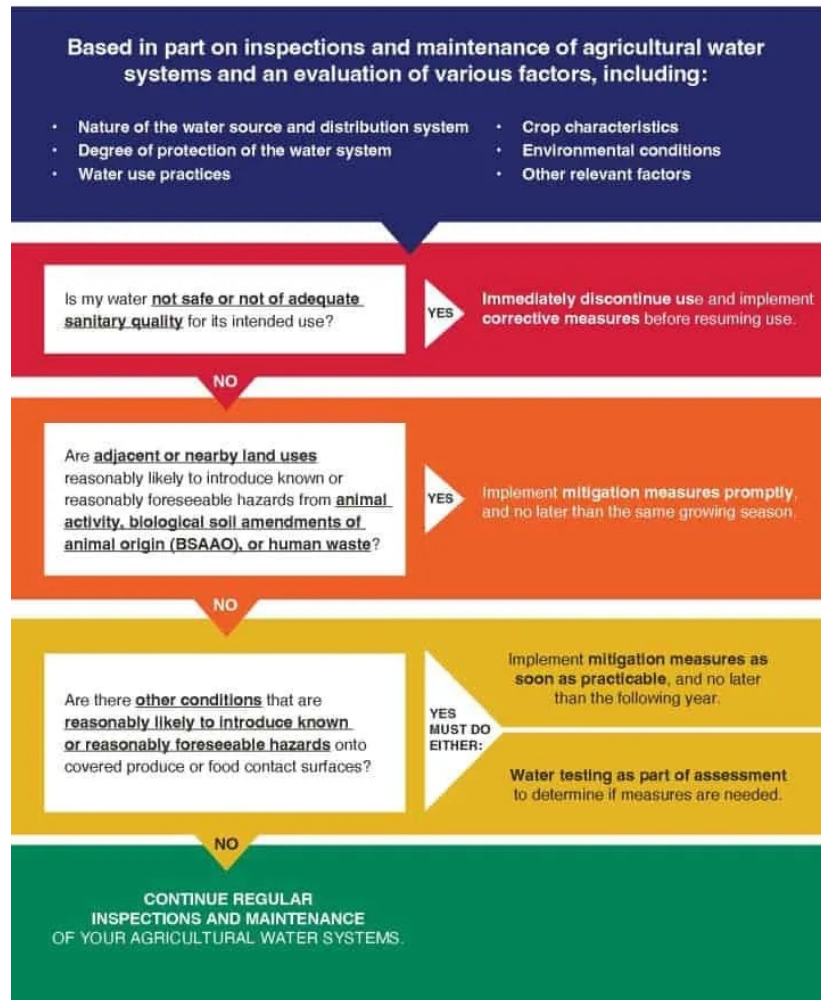 Based in part on inspections and maintenance of agricultural water
systems and an evaluation of various factors, including:
• Nature of the water source and distribution system
• Degree of protection of the water system
• Water use practices
• Crop characteristics
• Environmental conditions
• Other relevant factors
Is my water not safe or not of adequate
sanitary quality for its intended use?
YES
Immediately discontinue use and implement
corrective measures before resuming use.
NO
Are adjacent or nearby land uses
reasonably likely to introduce known or
reasonably foreseeable hazards from animal
activity, biological soil amendments of
animal origin (BSAAO), or human waste?
YES
Implement mitigation measures promptly,
and no later than the same growing season.
NO
Are there other conditions that are
reasonably likely to introduce known
or reasonably foreseeable hazards onto
covered produce or food contact surfaces?
YES
MUST DO
EITHER:
Implement mitigation measures as
soon as practicable, and no later
than the following year.
Water testing as part of assessment
to determine if measures are needed.
NO
CONTINUE REGULAR
INSPECTIONS AND MAINTENANCE
OF YOUR AGRICULTURAL WATER SYSTEMS.